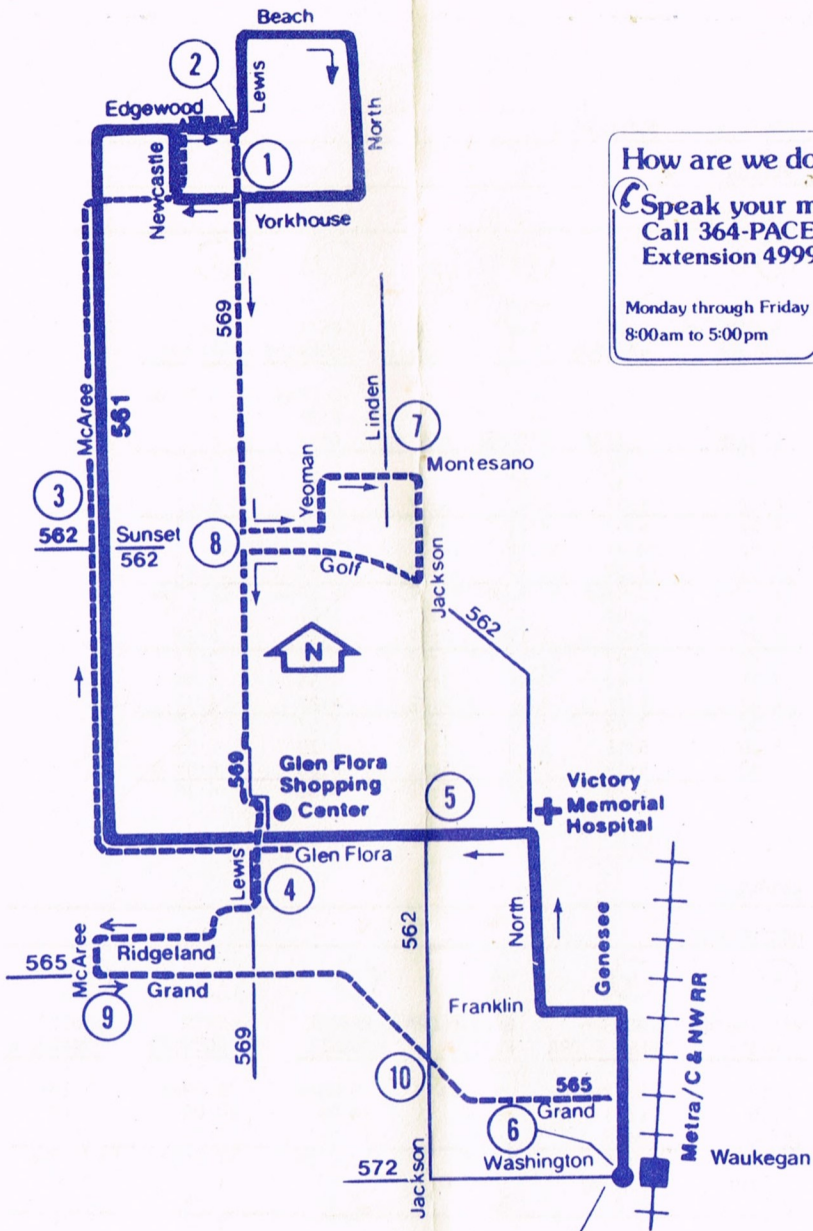 Beach
2
Lewis
Edgewood
North
1
Newcastle
Yorkhouse
How are we do
Speak your m
Call 364-PACE
Extension 4999
Monday through Friday
8:00am to 5:00pm
569
McAree
561
Linden
7
Montesano
Yeoman
3
562
Sunset
562
8
Golf
Jackson
562
N
569
Glen Flora
Shopping
Center
5
Victory
Memorial
Hospital
Glen Flora
Lewis
4
562
North
Genesee
McAree
565
Ridgeland
Grand
9
Franklin
569
Metra/C & NW RR
10
565
Grand
6
572
Jackson
Washington
Waukegan